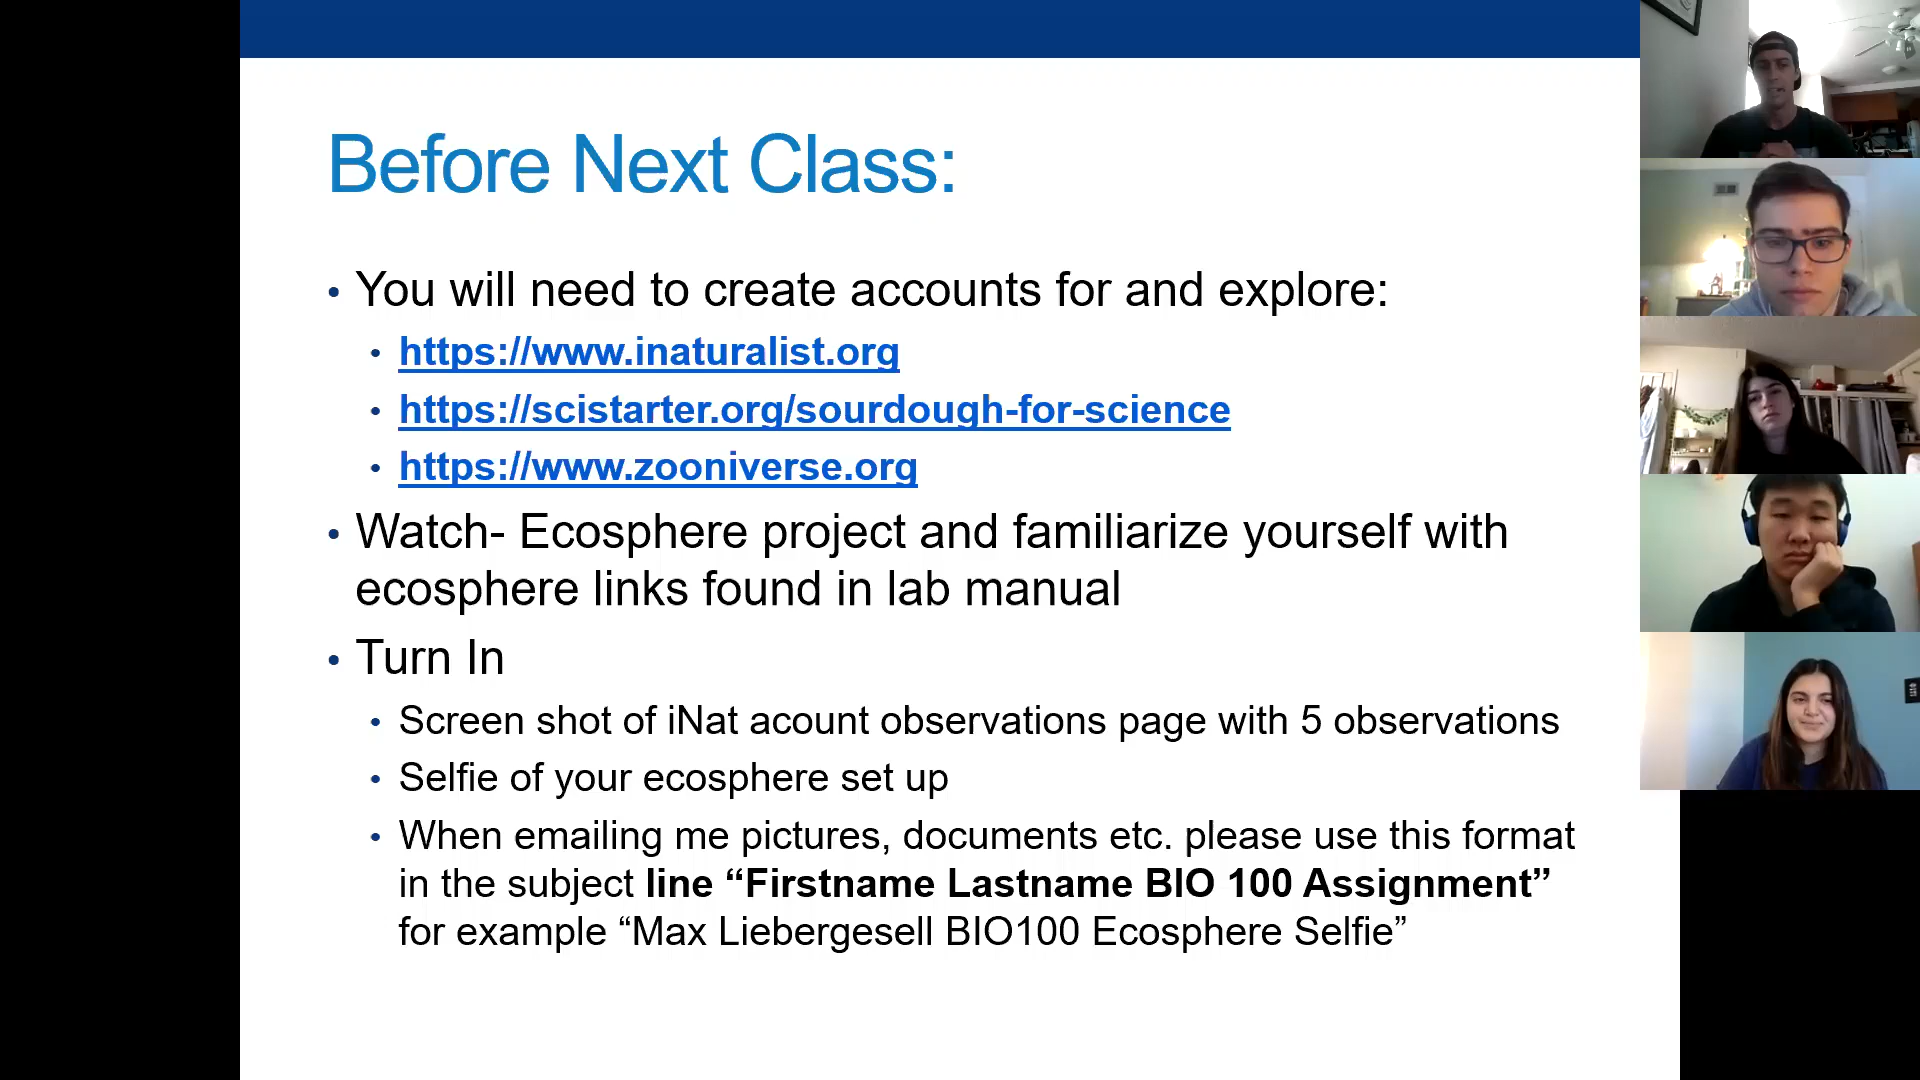 Before Next Class:
• You will need to create accounts for and explore:
• https://www.inaturalist.org
• https://scistarter.org/sourdough-for-science
• https://www.zooniverse.org
• Watch- Ecosphere project and familiarize yourself with
ecosphere links found in lab manual
• Turn In
• Screen shot of iNat acount observations page with 5 observations
• Selfie of your ecosphere set up
• When emailing me pictures, documents etc. please use this format
in the subject line “Firstname Lastname BIO 100 Assignment”
for example “Max Liebergesell BIO100 Ecosphere Selfie”